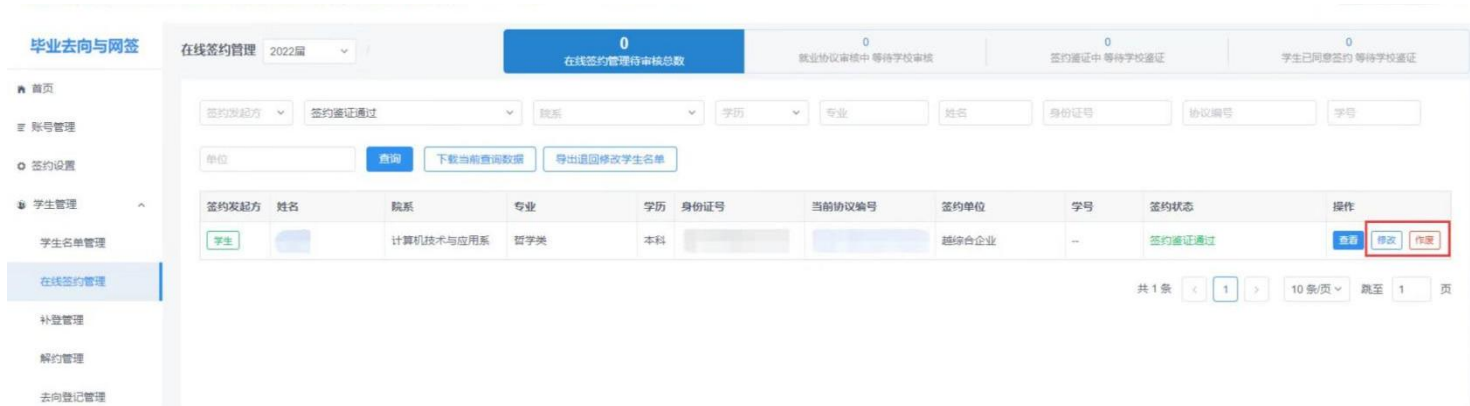 毕业去向与网签
首页
账号管理
签约设置
学生管理
学生名单管理
在线签约管理
补登管理
解约管理
去向登记管理
在线签约管理 2022届
0
在线签约管理待审核总数
0
就业协议审核中 等待学校审核
0
签约鉴证中 等待学校鉴证
0
学生已同意签约 等待学校鉴证
签约发起方 签约鉴证通过 院系 学历 专业 姓名 身份证号 协议编号 学号
单位 查询 下载当前查询数据 导出退回修改学生名单
签约发起方 姓名 院系 专业 学历 身份证号 当前协议编号 签约单位 学号 签约状态 操作
学生 计算机技术与应用系 哲学类 本科 越综合企业 -- 签约鉴证通过 查看 修改 作废
共 1 条 < 1 > 10 条/页 跳至 1 页